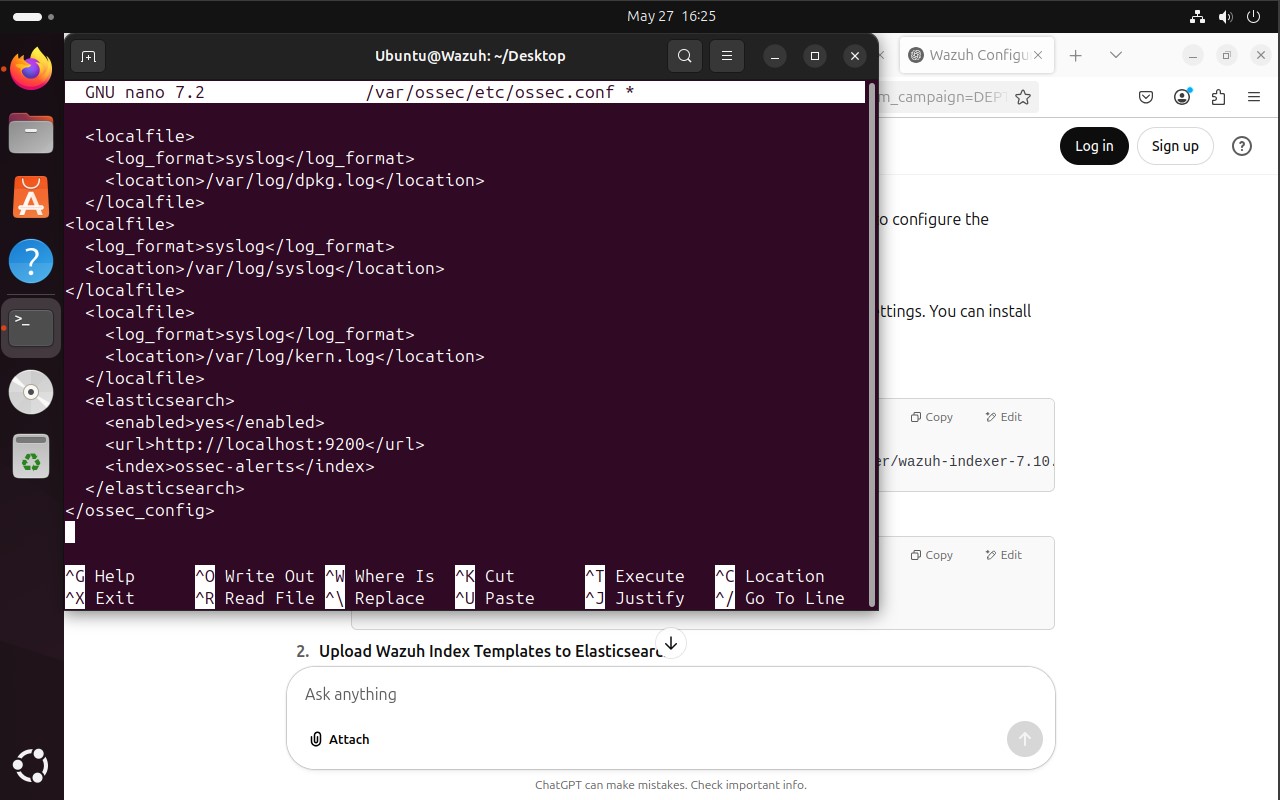 May 27 16:25
Ubuntu@Wazuh: ~/Desktop
Wazuh Configu
GNU nano 7.2 /var/ossec/etc/ossec.conf *
m_campaign=DEPT
Log in
Sign up
<localfile>
<log_format>syslog</log_format>
<location>/var/log/dpkg.log</location>
</localfile>
<localfile>
<log_format>syslog</log_format>
<location>/var/log/syslog</location>
</localfile>
<localfile>
<log_format>syslog</log_format>
<location>/var/log/kern.log</location>
</localfile>
<elasticsearch>
<enabled>yes</enabled>
<url>http://localhost:9200</url>
<index>ossec-alerts</index>
</elasticsearch>
</ossec_config>
^G Help ^O Write Out ^W Where Is ^K Cut ^T Execute ^C Location
^X Exit ^R Read File ^\ Replace ^U Paste ^J Justify ^/ Go To Line
o configure the
ttings. You can install
Copy Edit
er/wazuh-indexer-7.10.
Copy Edit
2. Upload Wazuh Index Templates to Elasticsearc
Ask anything
Attach
ChatGPT can make mistakes. Check important info.